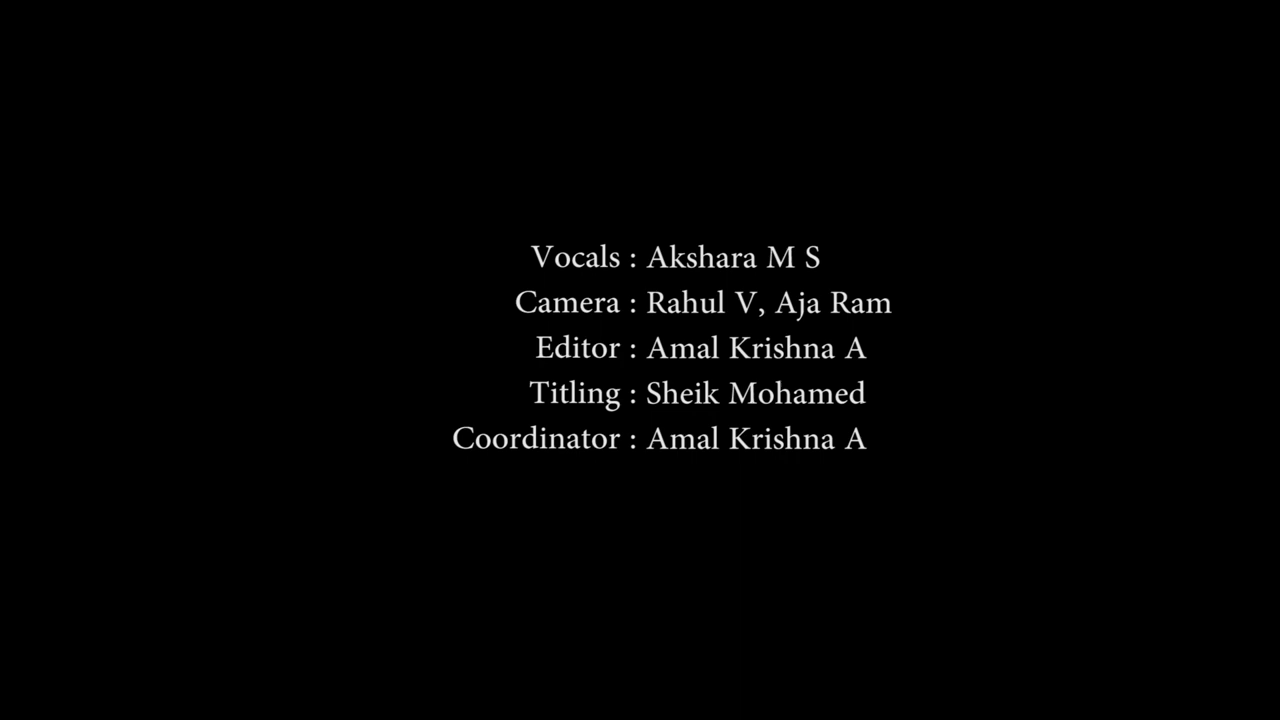 Vocals : Akshara M S
Camera : Rahul V, Aja Ram
Editor : Amal Krishna A
Titling : Sheik Mohamed
Coordinator : Amal Krishna A